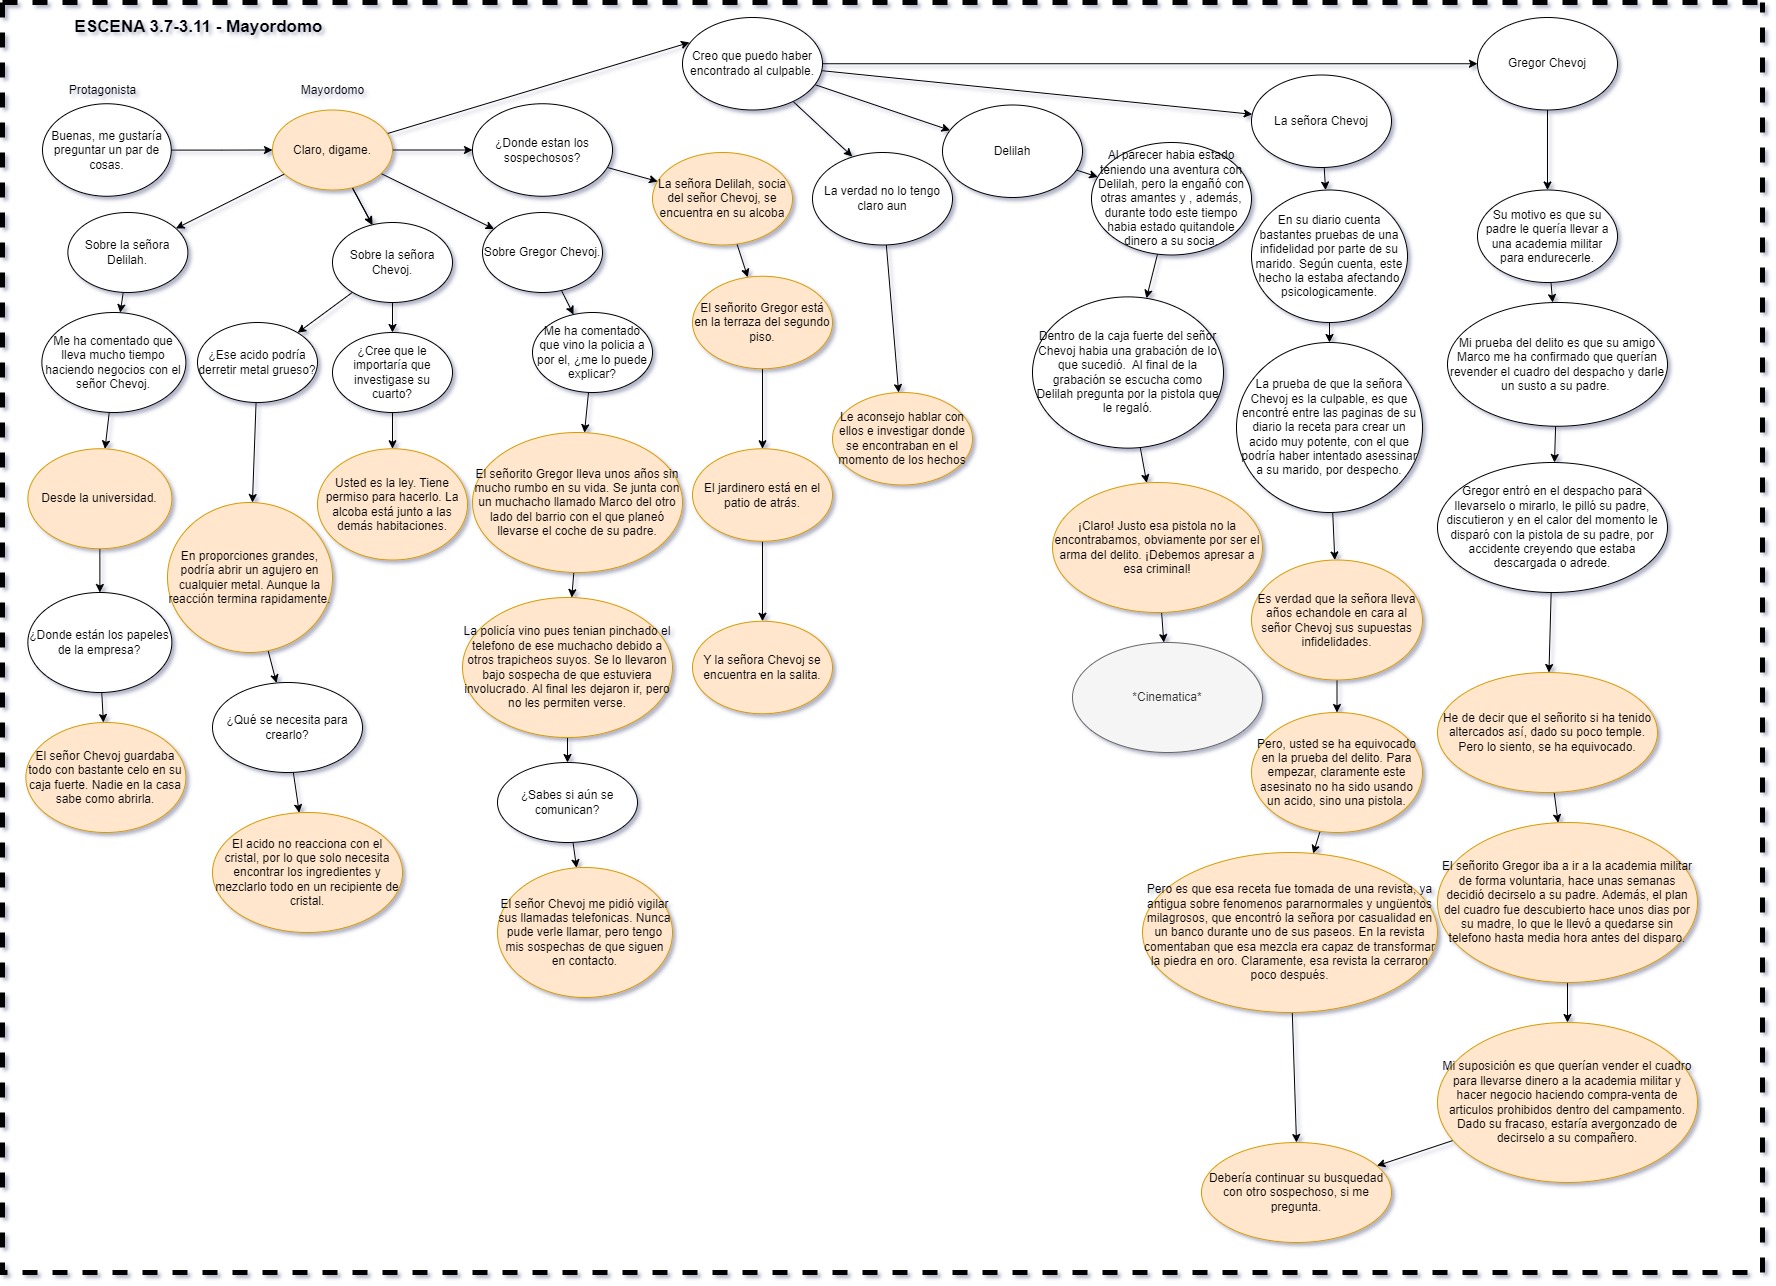 ESCENA 3.7-3.11 - Mayordomo
Protagonista
Mayordomo
Buenas, me gustaría
preguntar un par de
cosas.
Claro, digame.
Sobre la señora
Delilah.
Me ha comentado que
lleva mucho tiempo
haciendo negocios con el
señor Chevoj.
Desde la universidad.
¿Donde están los papeles
de la empresa?
El señor Chevoj guardaba
todo con bastante celo en su
caja fuerte. Nadie en la casa
sabe como abrirla.
Sobre la señora
Chevoj.
¿Ese acido podría
derretir metal grueso?
En proporciones grandes,
podría abrir un agujero en
cualquier metal. Aunque la
reacción termina rapidamente.
¿Qué se necesita para
crearlo?
El acido no reacciona con el
cristal, por lo que solo necesita
encontrar los ingredientes y
mezclarlo todo en un recipiente de
cristal.
¿Cree que le
importaría que
investigase su
cuarto?
Usted es la ley. Tiene
permiso para hacerlo. La
alcoba está junto a las
demás habitaciones.
Sobre Gregor Chevoj.
Me ha comentado
que vino la policia a
por el, ¿me lo puede
explicar?
El señorito Gregor lleva unos años sin
mucho rumbo en su vida. Se junta con
un muchacho llamado Marco del otro
lado del barrio con el que planeó
llevarse el coche de su padre.
La policía vino pues tenian pinchado el
telefono de ese muchacho debido a
otros trapicheos suyos. Se lo llevaron
bajo sospecha de que estuviera
involucrado. Al final les dejaron ir, pero
no les permiten verse.
¿Sabes si aún se
comunican?
El señor Chevoj me pidió vigilar
sus llamadas telefonicas. Nunca
pude verle llamar, pero tengo
mis sospechas de que siguen
en contacto.
¿Donde estan los
sospechosos?
La señora Delilah, socia
del señor Chevoj, se
encuentra en su alcoba
El señorito Gregor está
en la terraza del segundo
piso.
El jardinero está en el
patio de atrás.
Y la señora Chevoj se
encuentra en la salita.
Creo que puedo haber
encontrado al culpable.
La verdad no lo tengo
claro aun
Le aconsejo hablar con
ellos e investigar donde
se encontraban en el
momento de los hechos
Delilah
Al parecer habia estado
teniendo una aventura con
Delilah, pero la engañó con
otras amantes y , además,
durante todo este tiempo
habia estado quitandole
dinero a su socia.
Dentro de la caja fuerte del señor
Chevoj habia una grabación de lo
que sucedió. Al final de la
grabación se escucha como
Delilah pregunta por la pistola que
le regaló.
¡Claro! Justo esa pistola no la
encontrabamos, obviamente por ser el
arma del delito. ¡Debemos apresar a
esa criminal!
*Cinematica*
La señora Chevoj
En su diario cuenta
bastantes pruebas de una
infidelidad por parte de su
marido. Según cuenta, este
hecho la estaba afectando
psicologicamente.
La prueba de que la señora
Chevoj es la culpable, es que
encontré entre las paginas de su
diario la receta para crear un
acido muy potente, con el que
podría haber intentado asesinar
a su marido, por despecho.
Es verdad que la señora lleva
años echandole en cara al
señor Chevoj sus supuestas
infidelidades.
Pero, usted se ha equivocado
en la prueba del delito. Para
empezar, claramente este
asesinato no ha sido usando
un acido, sino una pistola.
Pero es que esa receta fue tomada de una revista, ya
antigua sobre fenomenos pararnormales y ungüentos
milagrosos, que encontró la señora por casualidad en
un banco durante uno de sus paseos. En la revista
comentaban que esa mezcla era capaz de transformar
la piedra en oro. Claramente, esa revista la cerraron
poco después.
Gregor Chevoj
Su motivo es que su
padre le quería llevar a
una academia militar
para endurecerle.
Mi prueba del delito es que su amigo
Marco me ha confirmado que querían
revender el cuadro del despacho y darle
un susto a su padre.
Gregor entró en el despacho para
llevarselo o mirarlo, le pilló su padre,
discutieron y en el calor del momento le
disparó con la pistola de su padre, por
accidente creyendo que estaba
descargada o adrede.
He de decir que el señorito si ha tenido
altercados así, dado su poco temple.
Pero lo siento, se ha equivocado.
El señorito Gregor iba a ir a la academia militar
de forma voluntaria, hace unas semanas
decidió decirselo a su padre. Además, el plan
del cuadro fue descubierto hace unos dias por
su madre, lo que le llevó a quedarse sin
telefono hasta media hora antes del disparo.
Mi suposición es que querían vender el cuadro
para llevarse dinero a la academia militar y
hacer negocio haciendo compra-venta de
articulos prohibidos dentro del campamento.
Dado su fracaso, estaría avergonzado de
decirselo a su compañero.
Debería continuar su busquedad
con otro sospechoso, si me
pregunta.